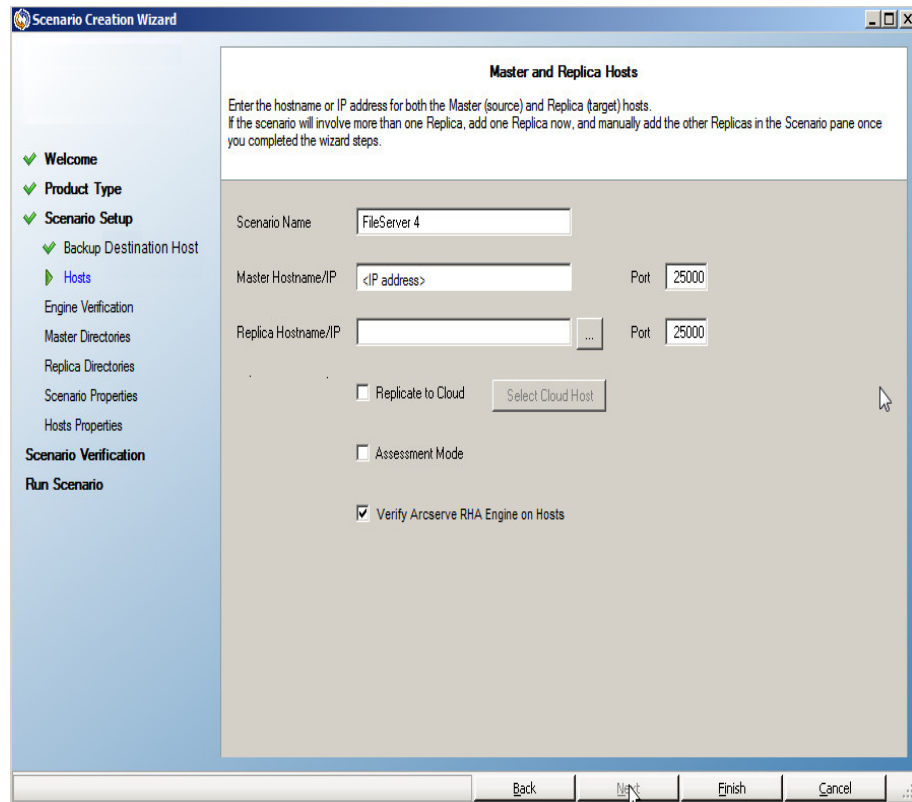 Scenario Creation Wizard
Master and Replica Hosts
Enter the hostname or IP address for both the Master (source) and Replica (target) hosts.
If the scenario will involve more than one Replica, add one Replica now, and manually add the other Replicas in the Scenario pane once
you completed the wizard steps.
Welcome
Product Type
Scenario Setup
Backup Destination Host
Hosts
Engine Verification
Master Directories
Replica Directories
Scenario Properties
Hosts Properties
Scenario Verification
Run Scenario
Scenario Name FileServer 4
Master Hostname/IP <IP address> Port 25000
Replica Hostname/IP ... Port 25000
Replicate to Cloud Select Cloud Host
Assessment Mode
Verify Arcserve RHA Engine on Hosts
Back Next Finish Cancel